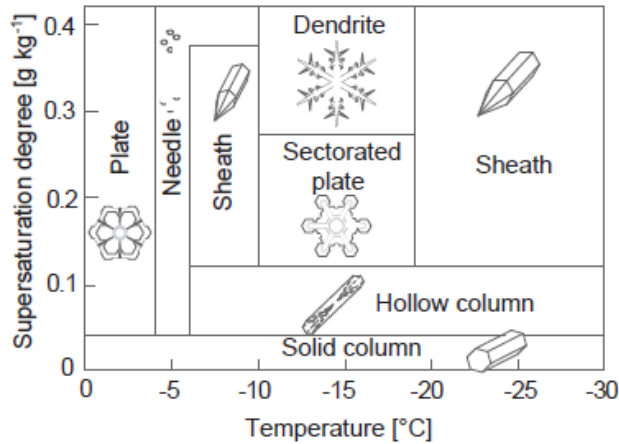 Supersaturation degree [g kg⁻¹]
0.4
0.3
0.2
0.1
0
Plate
Needle
Sheath
Dendrite
Sectorated
plate
Sheath
Hollow column
Solid column
0
-5
-10
-15
-20
-25
-30
Temperature [°C]